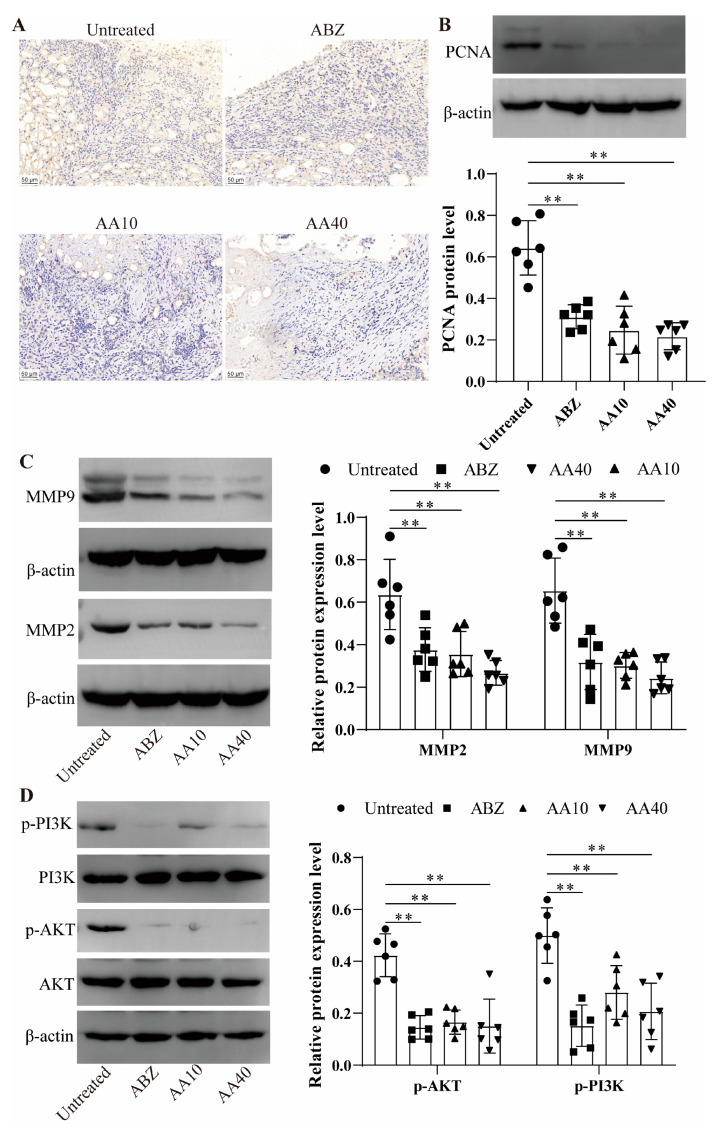 A
Untreated ABZ
50 μm 50 μm
AA10 AA40
50 μm 50 μm
B
PCNA
β-actin
** 
**
**
PCNA protein level
1.0
0.8
0.6
0.4
0.2
0.0
Untreated ABZ AA10 AA40
C
MMP9
β-actin
MMP2
β-actin
Untreated ABZ AA10 AA40
Untreated ABZ AA40 AA10
** **
** **
** **
Relative protein expression level
1.0
0.8
0.6
0.4
0.2
0.0
MMP2 MMP9
D
p-PI3K
PI3K
p-AKT
AKT
β-actin
Untreated ABZ AA10 AA40
Untreated ABZ AA10 AA40
** **
** **
** **
Relative protein expression level
0.8
0.6
0.4
0.2
0.0
p-AKT p-PI3K